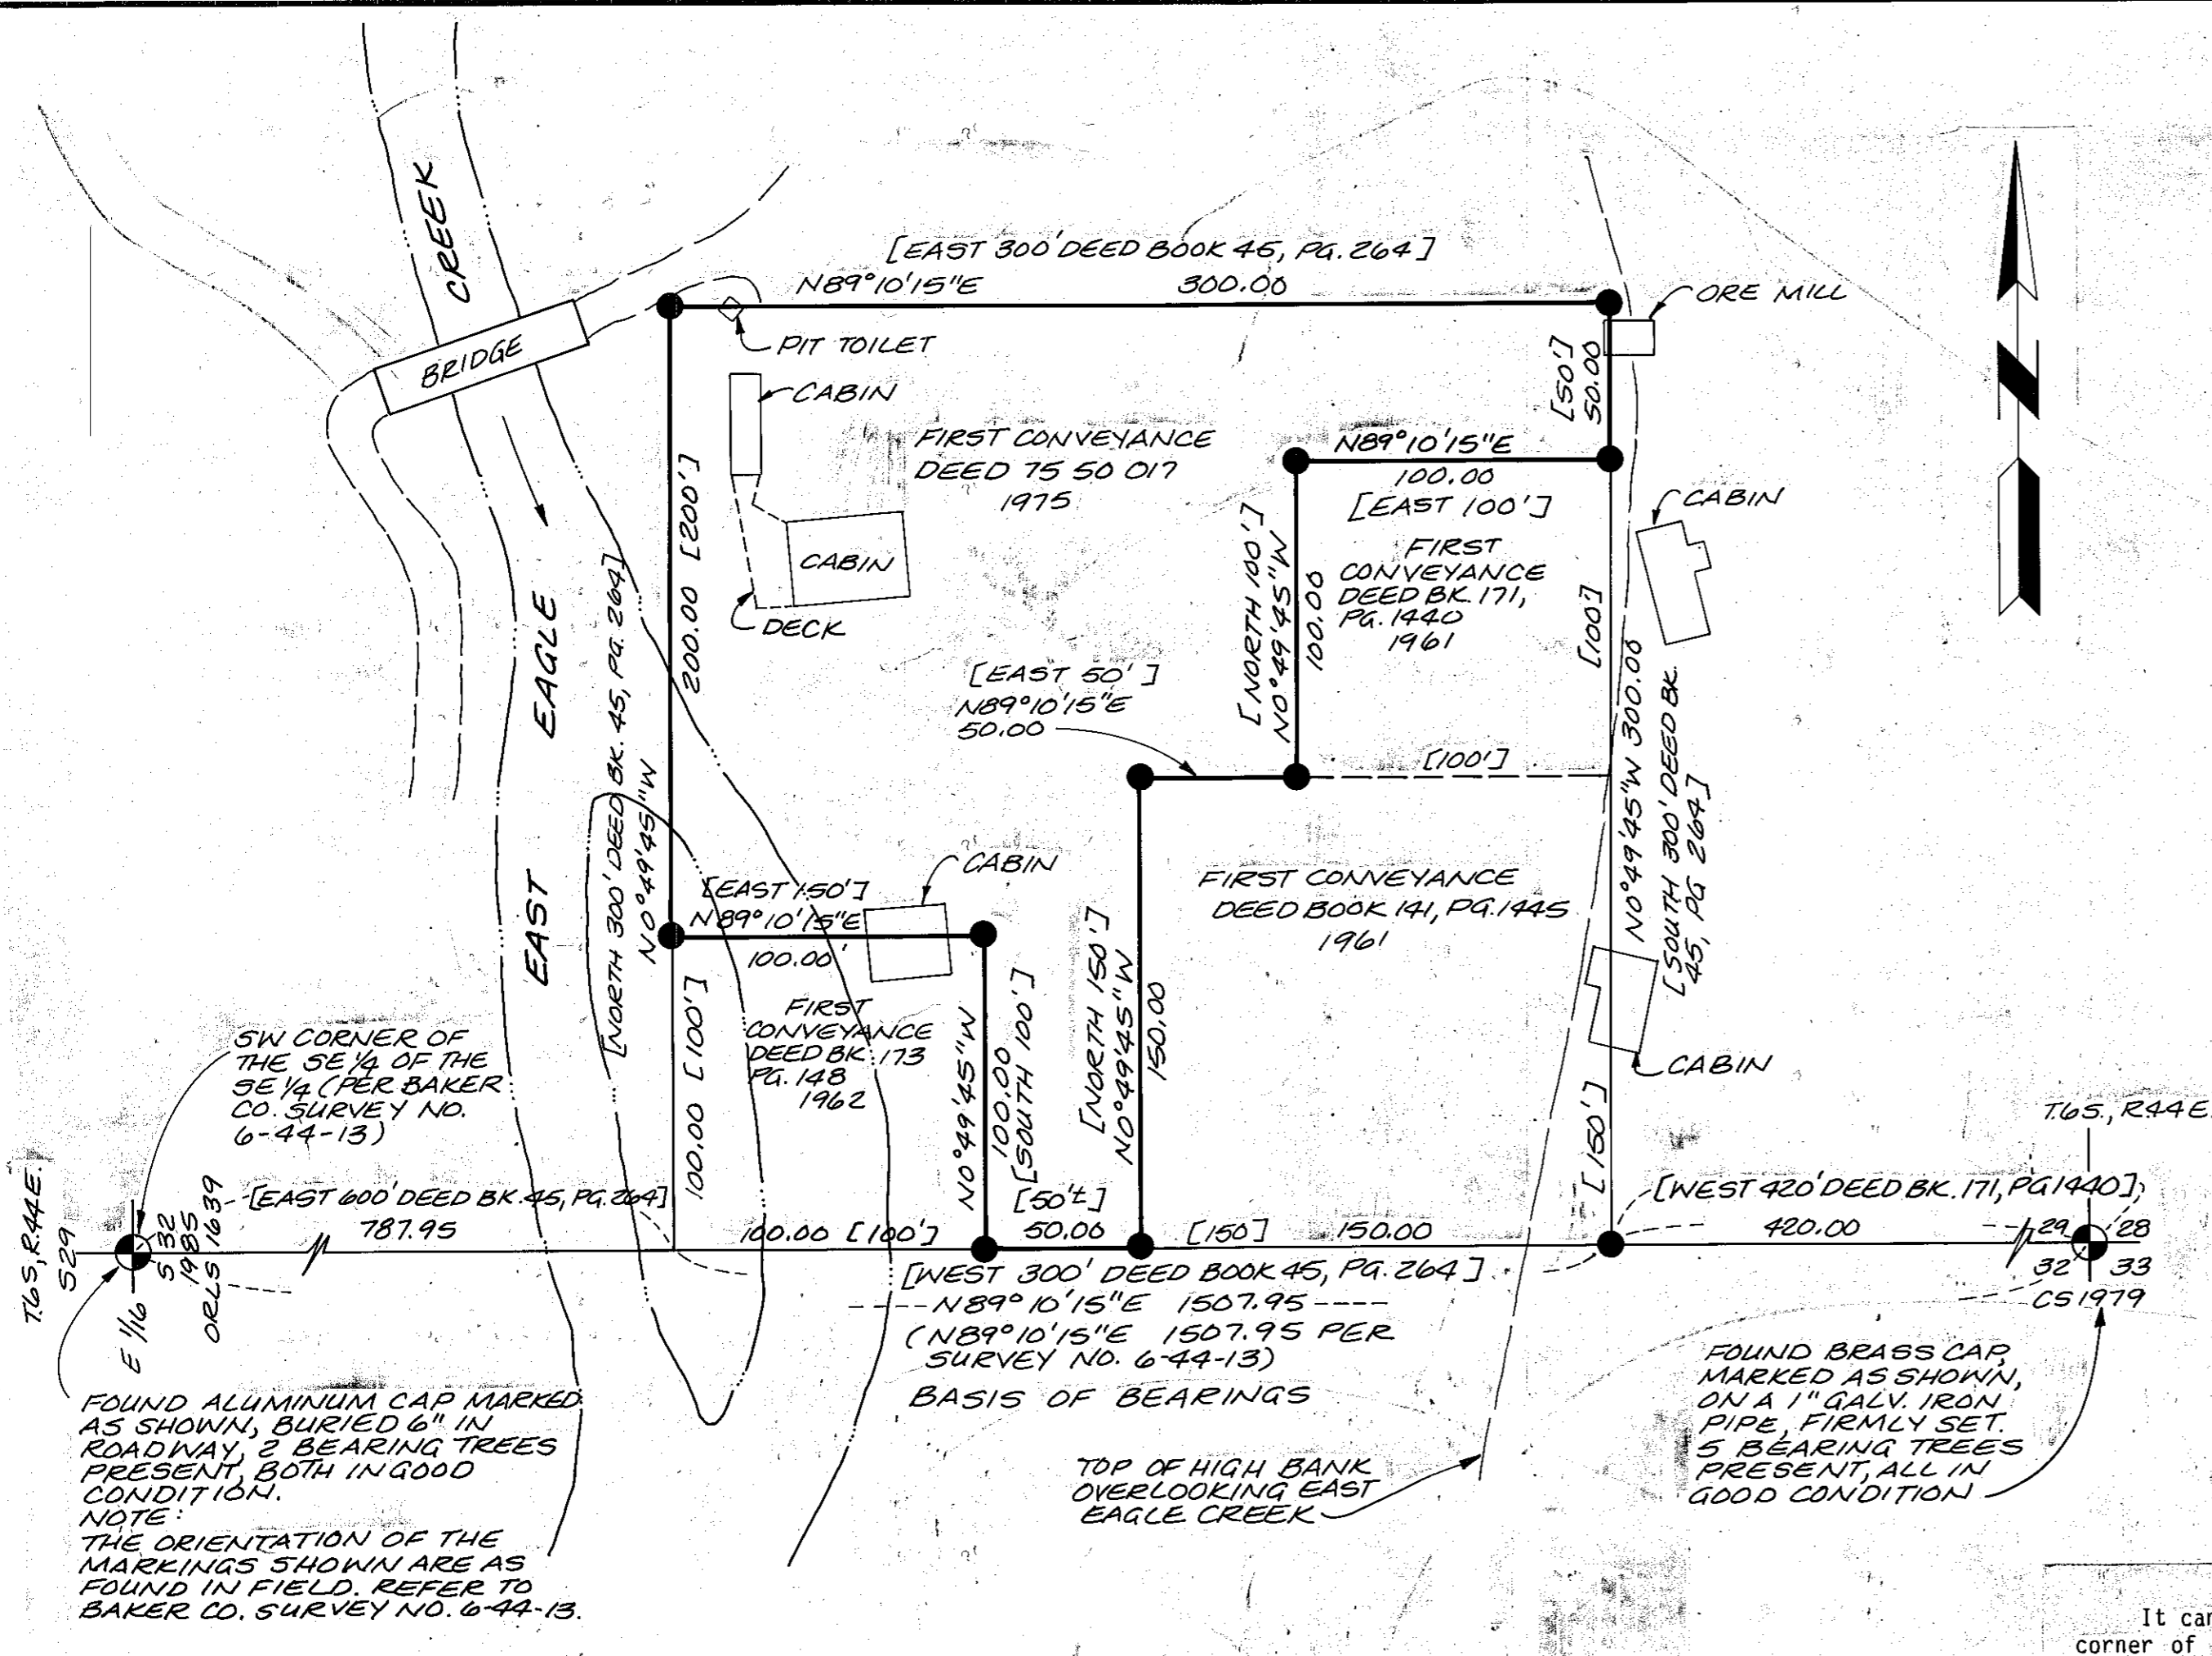 CREEK
[EAST 300' DEED BOOK 45, PG. 264]
N89°10'15"E 300.00
ORE MILL
BRIDGE
PIT TOILET
CABIN
[50']
50.00
FIRST CONVEYANCE
DEED 75 50 017
1975
N89°10'15"E
100.00
[EAST 100']
CABIN
200.00 [200']
CABIN
DECK
[NORTH 100']
N0°49'45"W
100.00
FIRST
CONVEYANCE
DEED BK. 171,
PG. 1440
1961
[100']
EAGLE
[NORTH 300' DEED BK. 45, PG. 264]
N0°49'45"W
[EAST 50']
N89°10'15"E
50.00
[100']
N0°49'45"W 300.00
[SOUTH 300' DEED BK.
45, PG 264]
EAST
[EAST 150']
N89°10'15"E
100.00'
CABIN
FIRST CONVEYANCE
DEED BOOK 141, PG. 1445
1961
[NORTH 150']
N0°49'45"W
150.00
FIRST
CONVEYANCE
DEED BK. 173
PG. 148
1962
100.00 [100']
N0°49'45"W
100.00
[SOUTH 100']
CABIN
[150']
SW CORNER OF
THE SE 1/4 OF THE
SE 1/4 (PER BAKER
CO. SURVEY NO.
6-44-13)
T.6S., R.44E.
T.6S., R.44E.
S29
E 1/16
S 32
1985
ORLS 1639
[EAST 600' DEED BK. 45, PG. 264]
787.95
100.00 [100']
[50'±]
50.00
[150] 150.00
[WEST 420' DEED BK. 171, PG 1440]
420.00
29 28
32 33
CS 1979
[WEST 300' DEED BOOK 45, PG. 264]
N89°10'15"E 1507.95
(N89°10'15"E 1507.95 PER
SURVEY NO. 6-44-13)
BASIS OF BEARINGS
FOUND ALUMINUM CAP MARKED
AS SHOWN, BURIED 6" IN
ROADWAY, 2 BEARING TREES
PRESENT, BOTH IN GOOD
CONDITION.
NOTE:
THE ORIENTATION OF THE
MARKINGS SHOWN ARE AS
FOUND IN FIELD. REFER TO
BAKER CO. SURVEY NO. 6-44-13.
TOP OF HIGH BANK
OVERLOOKING EAST
EAGLE CREEK
FOUND BRASS CAP,
MARKED AS SHOWN,
ON A 1" GALV. IRON
PIPE, FIRMLY SET.
5 BEARING TREES
PRESENT, ALL IN
GOOD CONDITION
N
It can
corner of